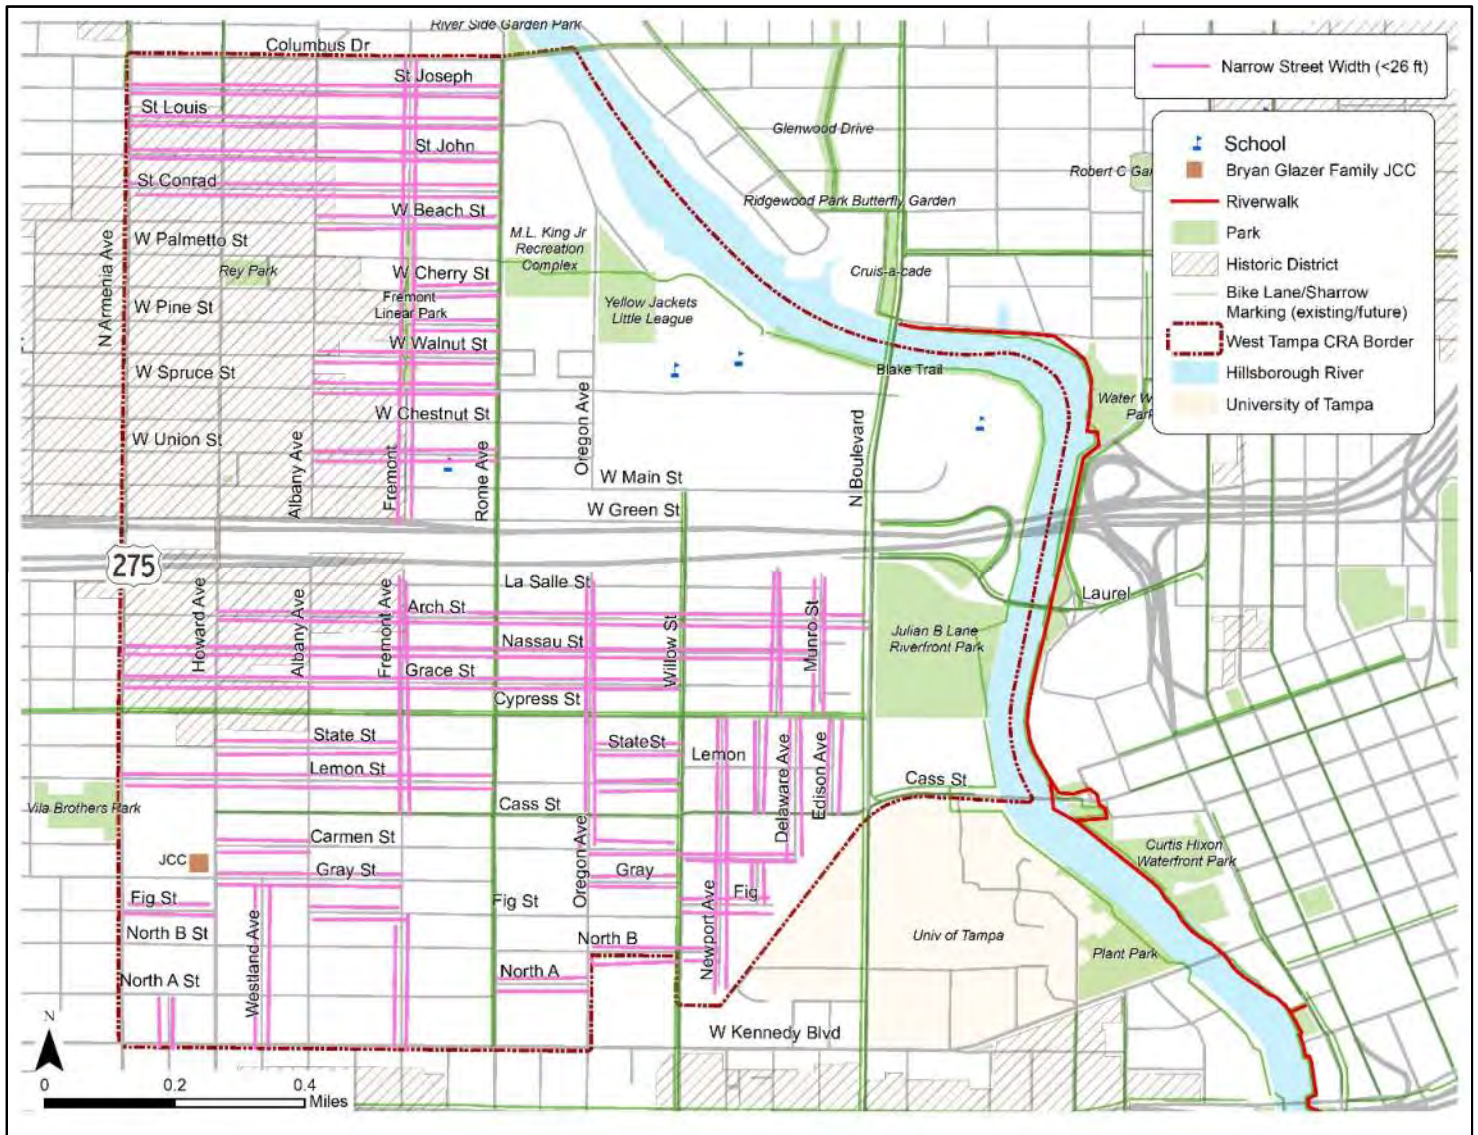 River Side Garden Park
Columbus Dr
St Joseph
St Louis
St John
St Conrad
W Beach St
N Armenia Ave
W Palmetto St
Rey Park
W Cherry St
Fremont
Linear Park
W Pine St
W Walnut St
W Spruce St
W Chestnut St
W Union St
Albany Ave
Fremont
Rome Ave
M.L. King Jr
Recreation
Complex
Yellow Jackets
Little League
Oregon Ave
W Main St
W Green St
Glenwood Drive
Ridgewood Park Butterfly Garden
Robert C Gar
Cruis-a-cade
Blake Trail
N Boulevard
Water W
Park
Narrow Street Width (<26 ft)
School
Bryan Glazer Family JCC
Riverwalk
Park
Historic District
Bike Lane/Sharrow
Marking (existing/future)
West Tampa CRA Border
Hillsborough River
University of Tampa
275
Howard Ave
Albany Ave
Fremont Ave
La Salle St
Arch St
Nassau St
Grace St
Cypress St
Willow St
Munro St
Julian B Lane
Riverfront Park
Laurel
State St
State St
Lemon
Lemon St
Delaware Ave
Edison Ave
Cass St
Cass St
Vila Brothers Park
Carmen St
JCC
Gray St
Gray
Oregon Ave
Newport Ave
Fig St
Fig St
Fig
Curtis Hixon
Waterfront Park
North B St
North B
Westland Ave
Univ of Tampa
Plant Park
North A St
North A
W Kennedy Blvd
N
0
0.2
0.4
Miles